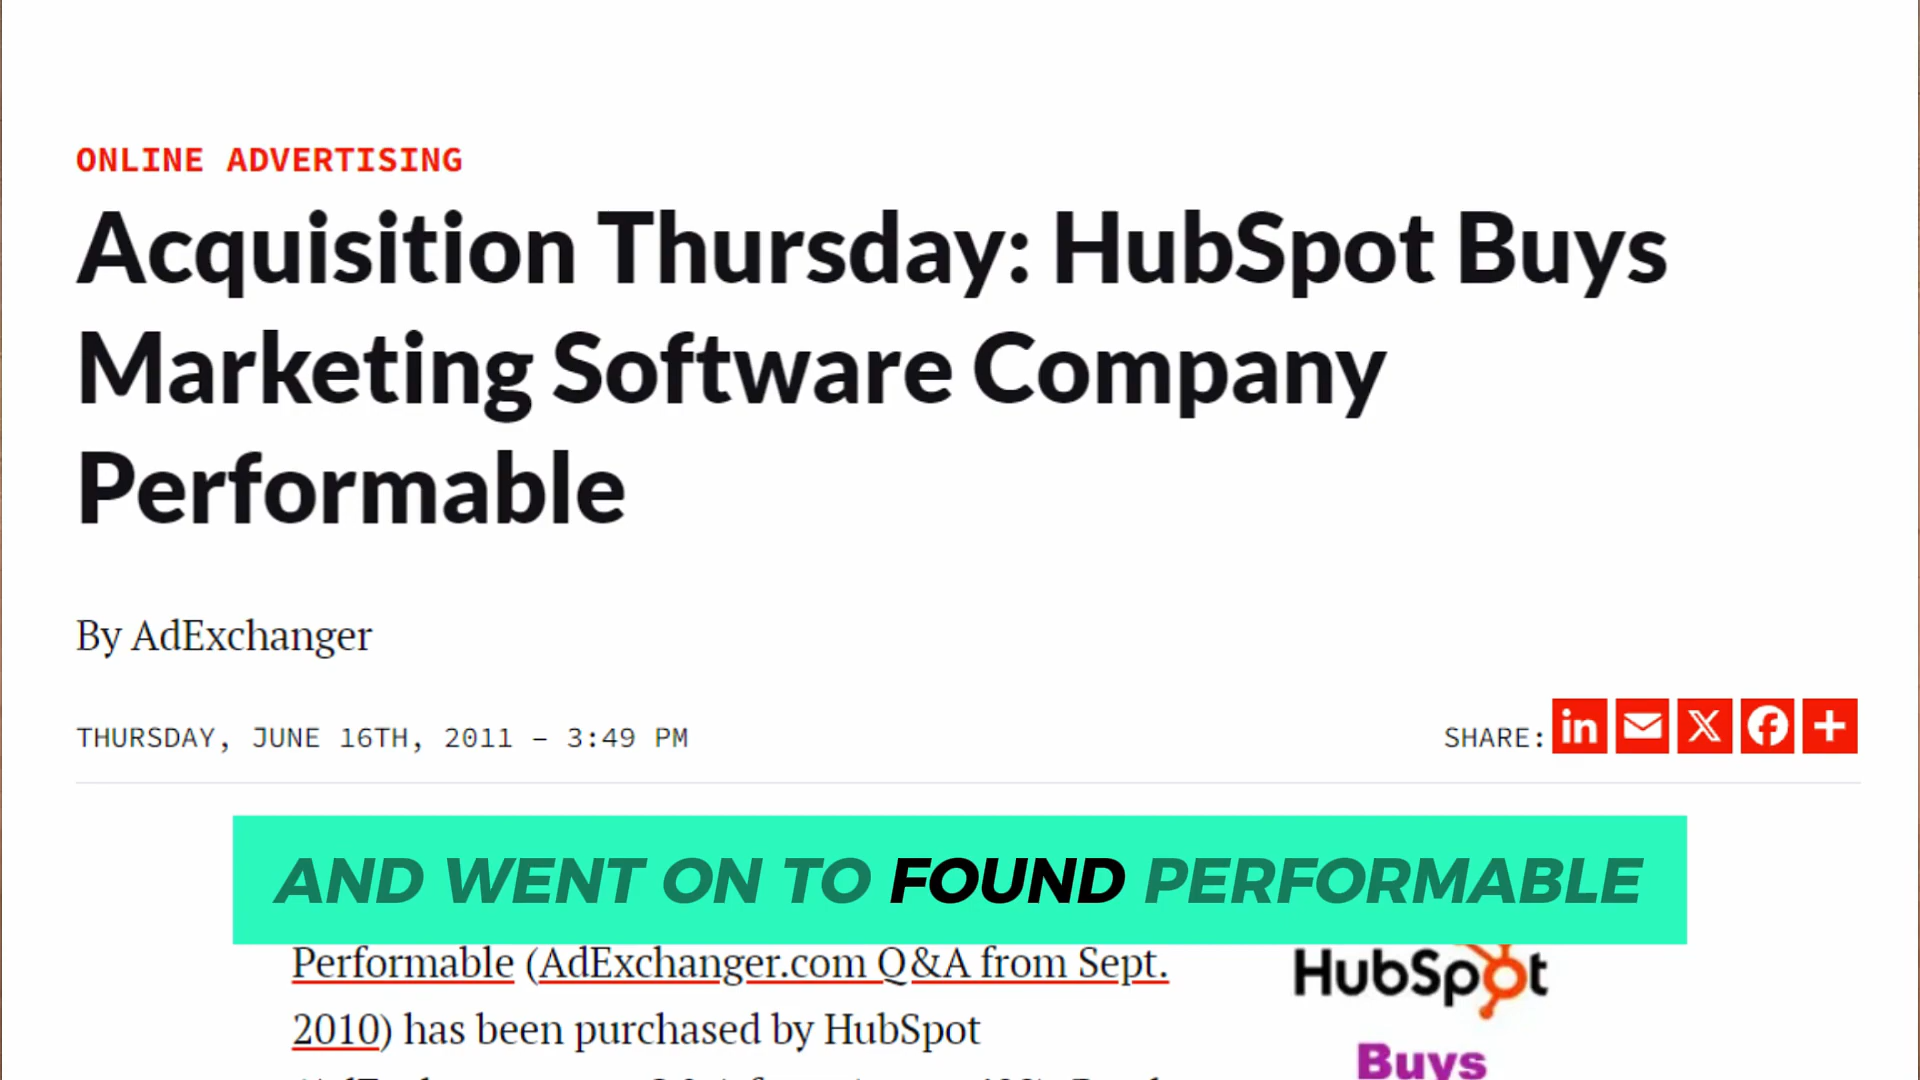 ONLINE ADVERTISING
Acquisition Thursday: HubSpot Buys
Marketing Software Company
Performable
By AdExchanger
THURSDAY, JUNE 16TH, 2011 – 3:49 PM
SHARE:
AND WENT ON TO FOUND PERFORMABLE
Performable (AdExchanger.com Q&A from Sept.
2010) has been purchased by HubSpot
HubSpot
Buys